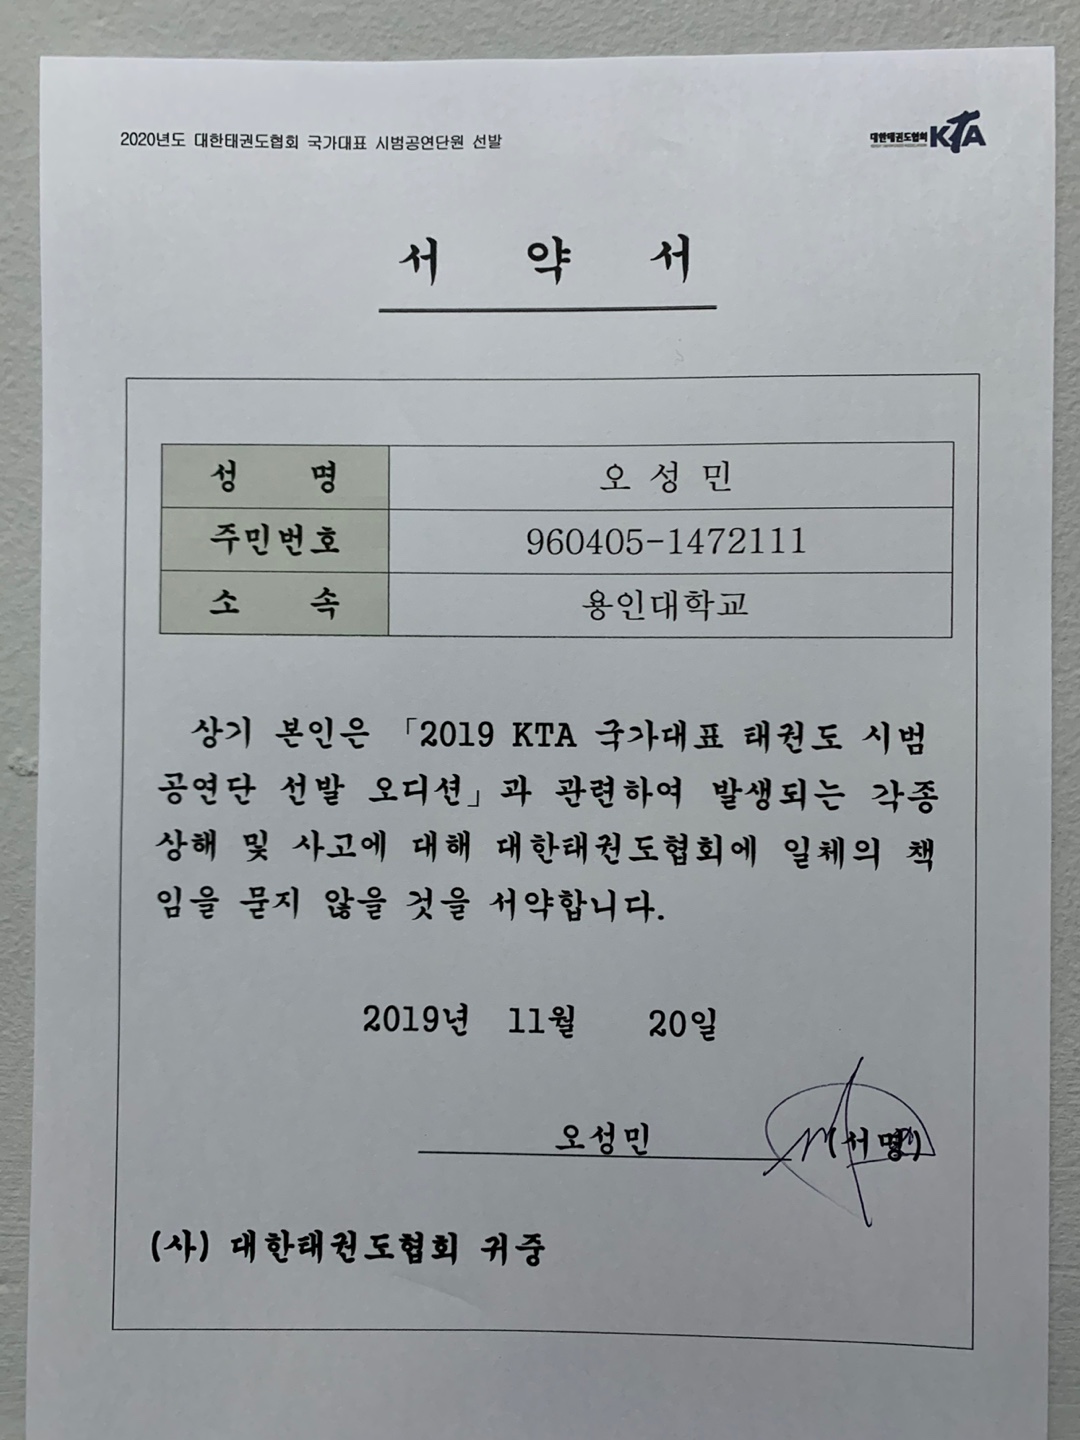 2020년도 대한태권도협회 국가대표 시범공연단원 선발
대한태권도협회 KTA
서 약 서
성 명 오 성 민
주민번호 960405-1472111
소 속 용인대학교
상기 본인은 「2019 KTA 국가대표 태권도 시범
공연단 선발 오디션」과 관련하여 발생되는 각종
상해 및 사고에 대해 대한태권도협회에 일체의 책
임을 묻지 않을 것을 서약합니다.
2019년 11월 20일
오성민 (서명)
(사) 대한태권도협회 귀중